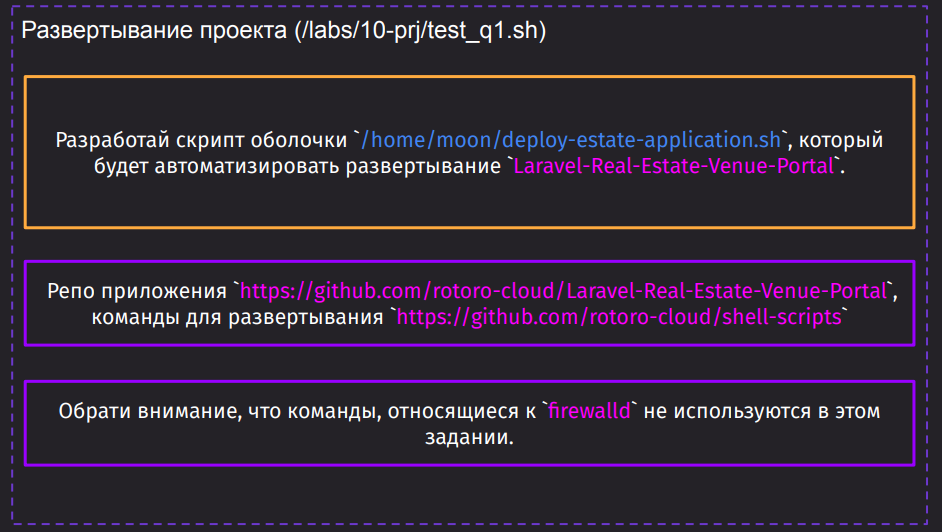 Развертывание проекта (/labs/10-prj/test_q1.sh)
Разработай скрипт оболочки `/home/moon/deploy-estate-application.sh`, который
будет автоматизировать развертывание `Laravel-Real-Estate-Venue-Portal`.
Репо приложения `https://github.com/rotoro-cloud/Laravel-Real-Estate-Venue-Portal`,
команды для развертывания `https://github.com/rotoro-cloud/shell-scripts`
Обрати внимание, что команды, относящиеся к `firewalld` не используются в этом
задании.